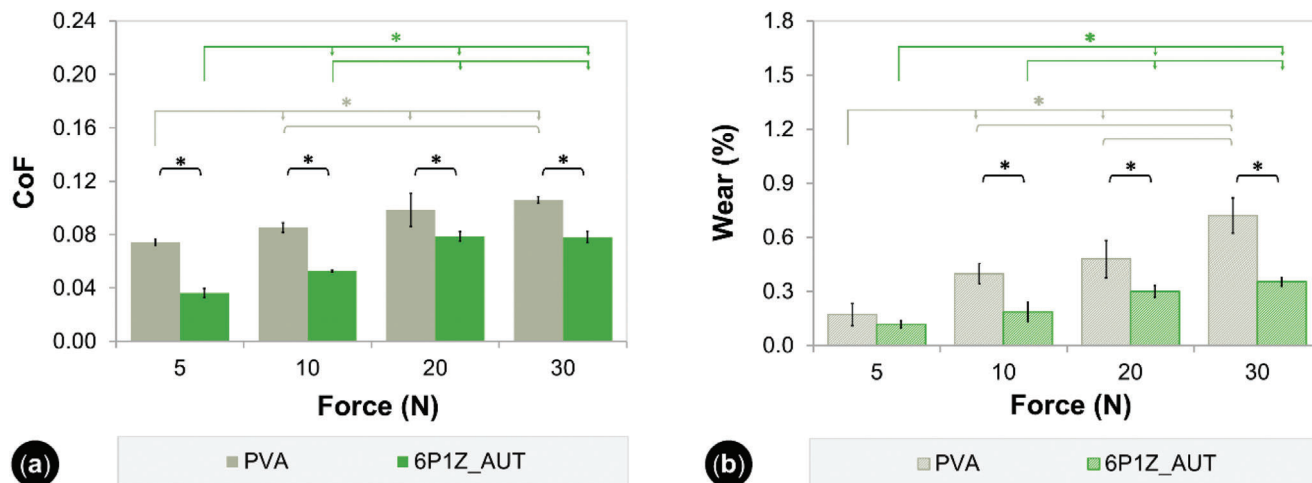 0.24
0.20
0.16
0.12
0.08
0.04
0.00
CoF
*
*
* * * *
5 10 20 30
Force (N)
(a)
PVA 6P1Z_AUT
1.8
1.5
1.2
0.9
0.6
0.3
0.0
Wear (%)
*
*
* * *
5 10 20 30
Force (N)
(b)
PVA 6P1Z_AUT